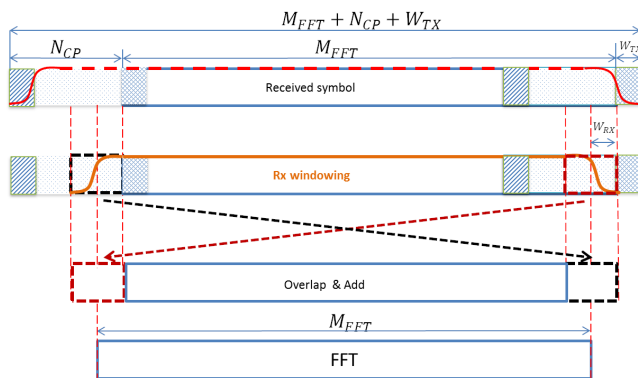 M_FFT + N_CP + W_TX
N_CP
M_FFT
W_TX
Received symbol
W_RX
Rx windowing
Overlap & Add
M_FFT
FFT